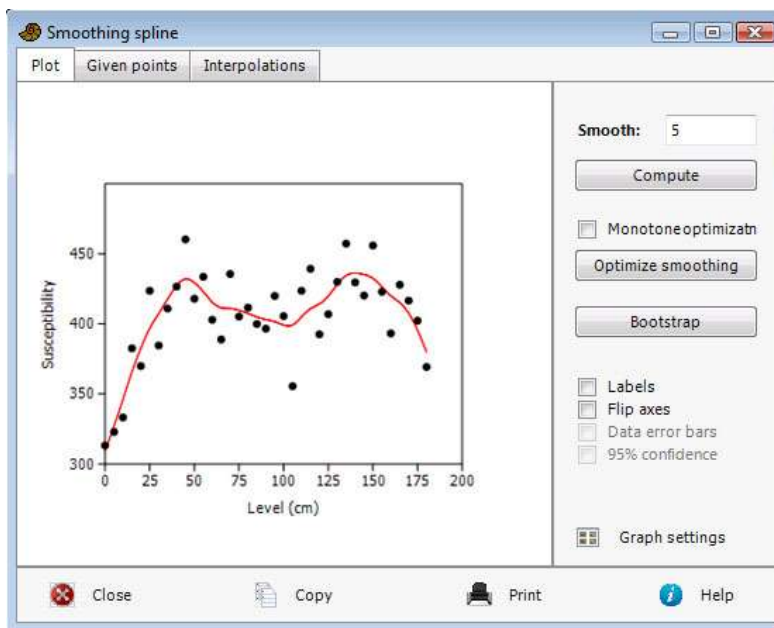 Smoothing spline
Plot Given points Interpolations
Smooth: 5
Compute
Monotone optimizatn
Optimize smoothing
Bootstrap
Labels
Flip axes
Data error bars
95% confidence
Graph settings
Susceptibility
450
400
350
300
0 25 50 75 100 125 150 175 200
Level (cm)
Close Copy Print Help